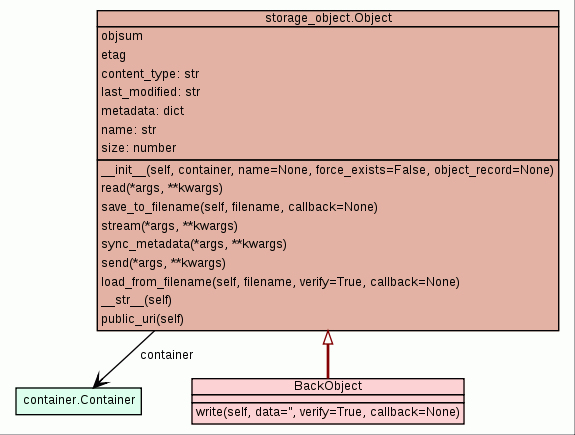 storage_object.Object
objsum
etag
content_type: str
last_modified: str
metadata: dict
name: str
size: number
__init__(self, container, name=None, force_exists=False, object_record=None)
read(*args, **kwargs)
save_to_filename(self, filename, callback=None)
stream(*args, **kwargs)
sync_metadata(*args, **kwargs)
send(*args, **kwargs)
load_from_filename(self, filename, verify=True, callback=None)
__str__(self)
public_uri(self)
container
container.Container
BackObject
write(self, data='', verify=True, callback=None)